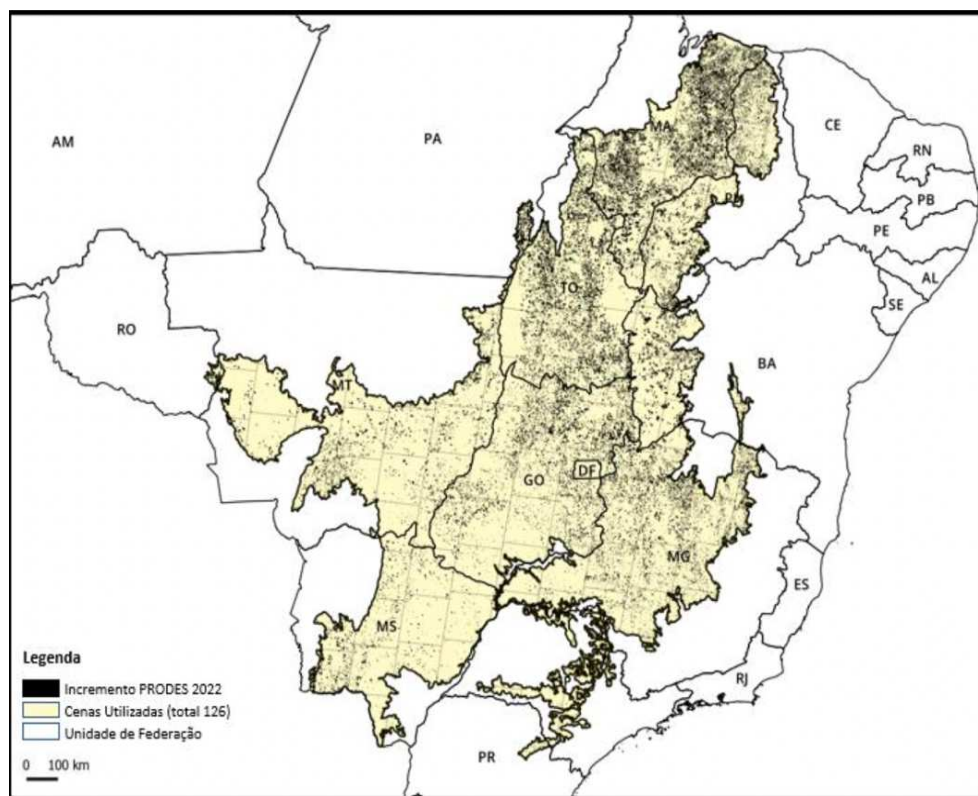 AM
PA
MA
CE
RN
PB
PE
AL
SE
TO
RO
BA
MT
DF
GO
MG
ES
MS
RJ
PR
Legenda
Incremento PRODES 2022
Cenas Utilizadas (total 126)
Unidade de Federação
0 100 km